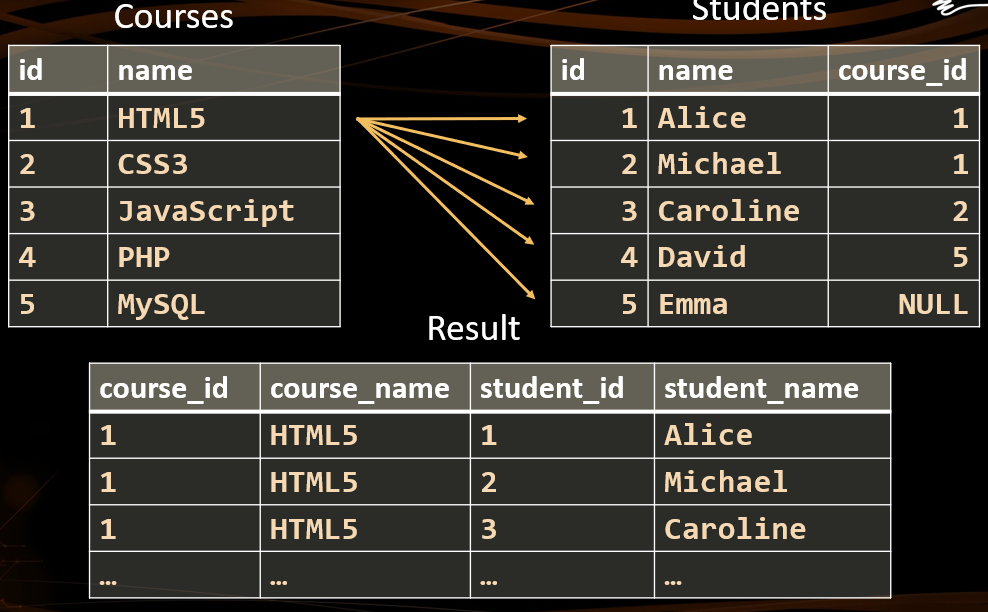 Courses
Students
id name
1 HTML5
2 CSS3
3 JavaScript
4 PHP
5 MySQL
id name course_id
1 Alice 1
2 Michael 1
3 Caroline 2
4 David 5
5 Emma NULL
Result
course_id course_name student_id student_name
1 HTML5 1 Alice
1 HTML5 2 Michael
1 HTML5 3 Caroline
… … … …